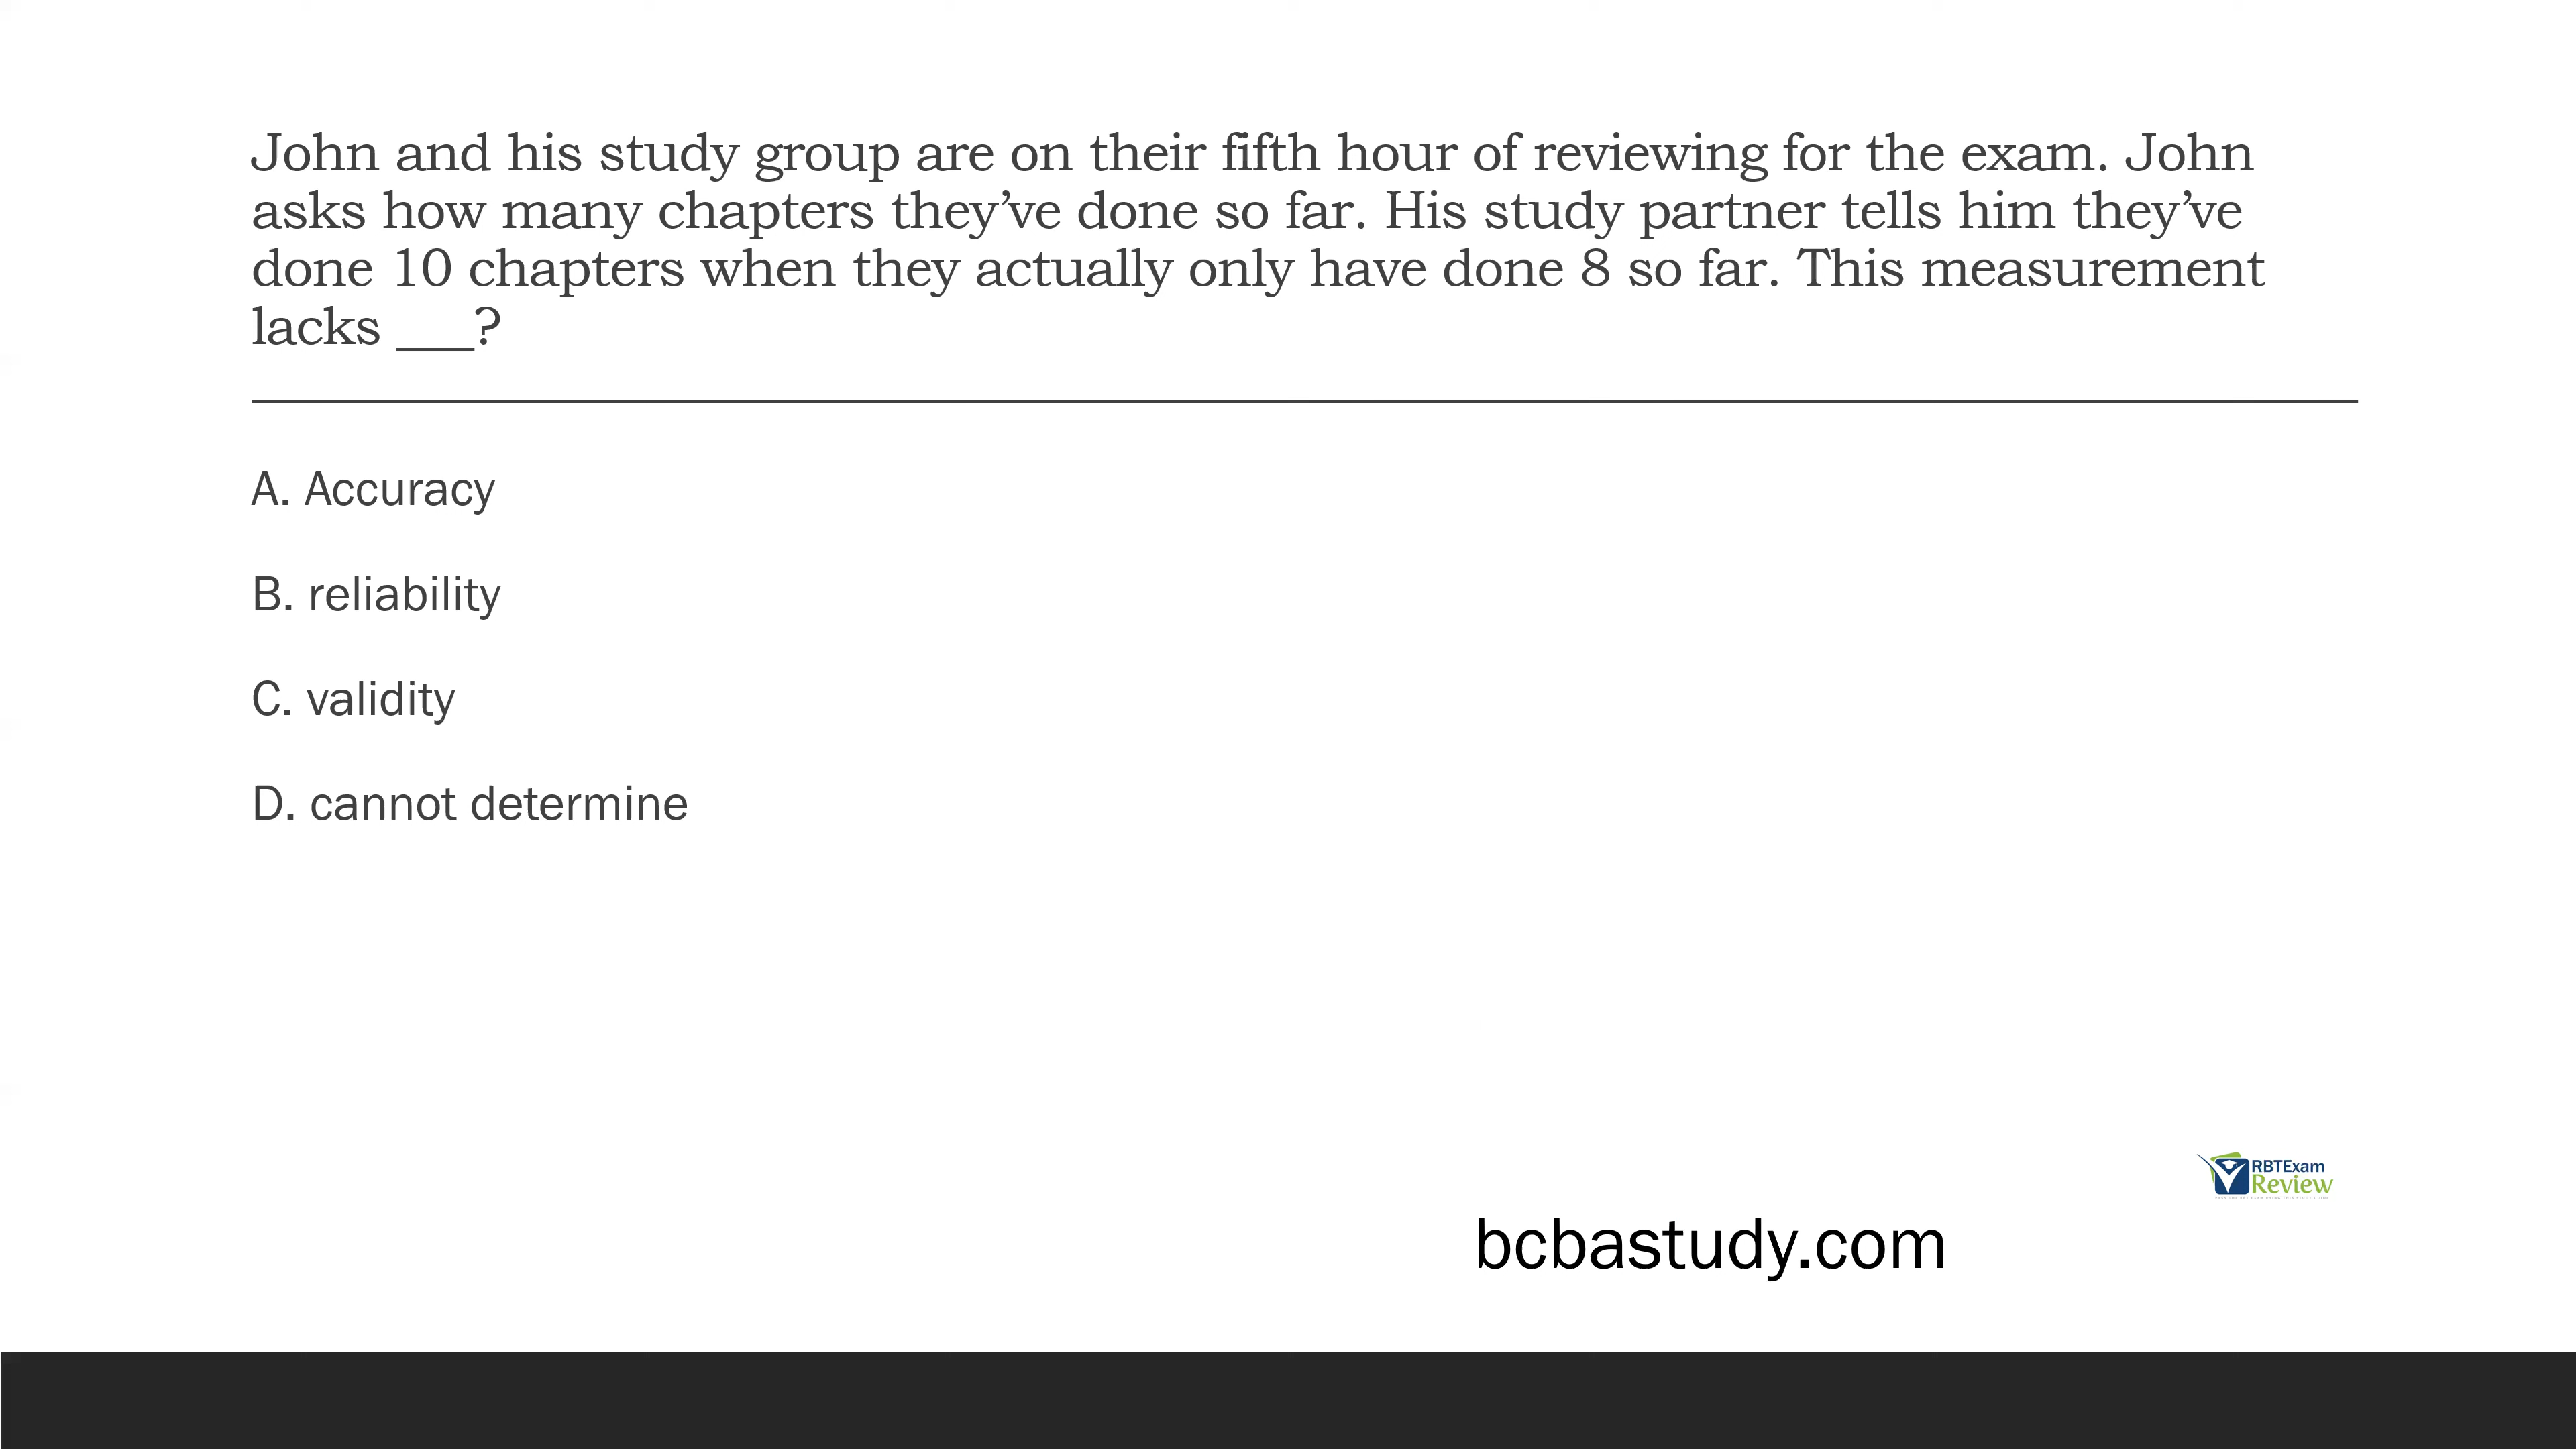 John and his study group are on their fifth hour of reviewing for the exam. John
asks how many chapters they’ve done so far. His study partner tells him they’ve
done 10 chapters when they actually only have done 8 so far. This measurement
lacks ___?
A. Accuracy
B. reliability
C. validity
D. cannot determine
RBTExam
Review
bcbastudy.com